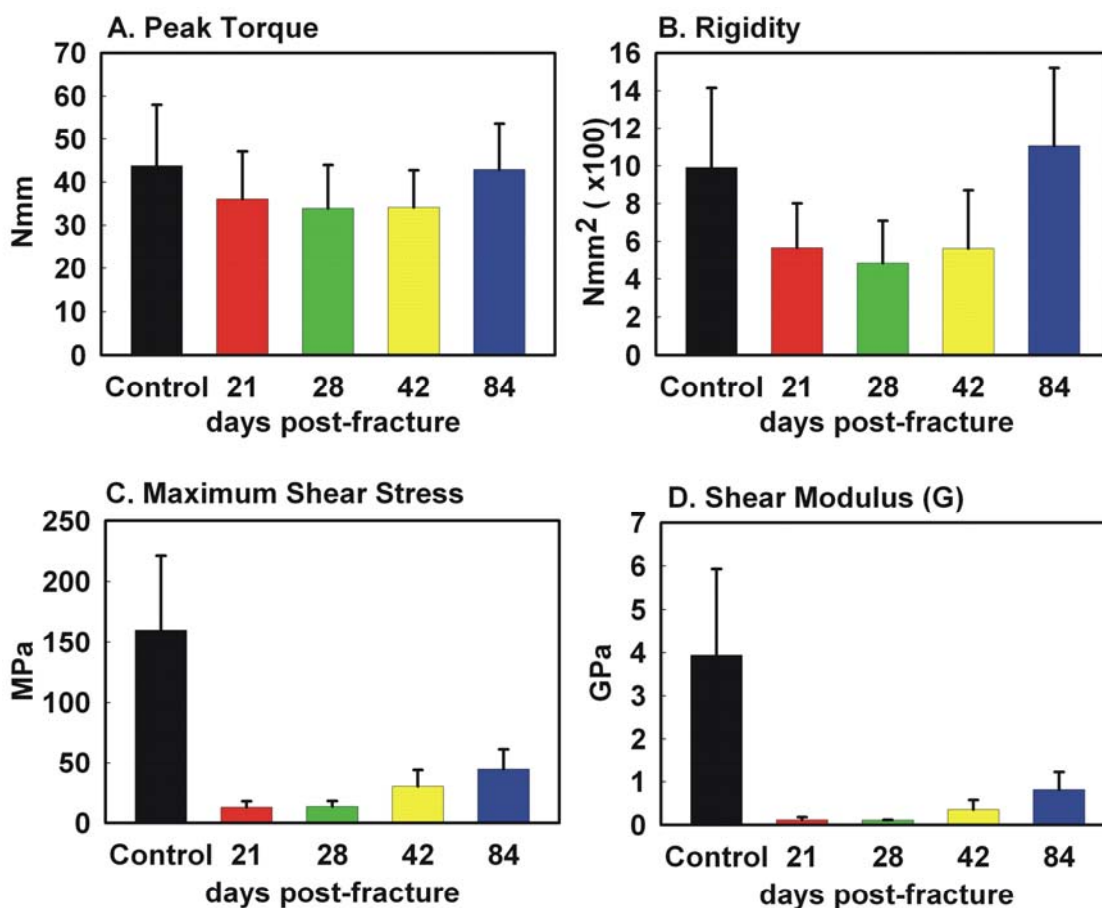 A. Peak Torque
70
60
50
40
30
20
10
0
Nmm
Control 21 28 42 84
days post-fracture
B. Rigidity
16
14
12
10
8
6
4
2
0
Nmm² ( x100)
Control 21 28 42 84
days post-fracture
C. Maximum Shear Stress
250
200
150
100
50
0
MPa
Control 21 28 42 84
days post-fracture
D. Shear Modulus (G)
7
6
5
4
3
2
1
0
GPa
Control 21 28 42 84
days post-fracture